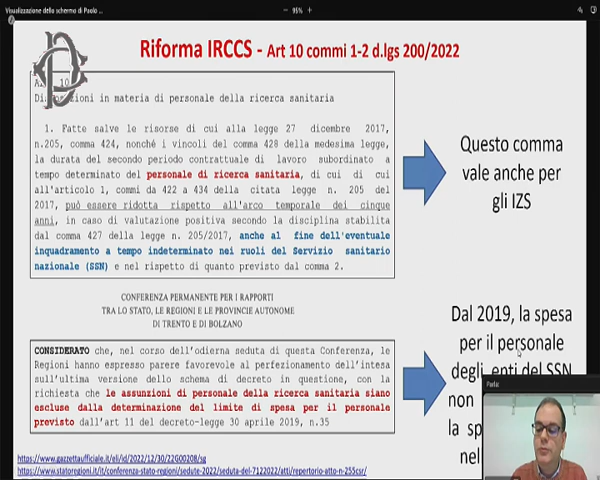 Visualizzazione dello schermo di Paolo ...
95%
Riforma IRCCS - Art 10 commi 1-2 d.lgs 200/2022
10
in materia di personale della ricerca sanitaria
1. Fatte salve le risorse di cui alla legge 27 dicembre 2017,
n.205, comma 424, nonché i vincoli del comma 428 della medesima legge,
la durata del secondo periodo contrattuale di lavoro subordinato a
tempo determinato del personale di ricerca sanitaria, di cui di cui
all'articolo 1, commi da 422 a 434 della citata legge n. 205 del
2017, può essere ridotta rispetto all'arco temporale dei cinque
anni, in caso di valutazione positiva secondo la disciplina stabilita
dal comma 427 della legge n. 205/2017, anche al fine dell'eventuale
inquadramento a tempo indeterminato nei ruoli del Servizio sanitario
nazionale (SSN) e nel rispetto di quanto previsto dal comma 2.
Questo comma
vale anche per
gli IZS
CONFERENZA PERMANENTE PER I RAPPORTI
TRA LO STATO, LE REGIONI E LE PROVINCIE AUTONOME
DI TRENTO E DI BOLZANO
CONSIDERATO che, nel corso dell'odierna seduta di questa Conferenza, le
Regioni hanno espresso parere favorevole al perfezionamento dell'intesa
sull'ultima versione dello schema di decreto in questione, con la
richiesta che le assunzioni di personale della ricerca sanitaria siano
escluse dalla determinazione del limite di spesa per il personale
previsto dall'art 11 del decreto-legge 30 aprile 2019, n.35
Dal 2019, la spesa
per il personale
degli enti del SSN
non
la sp
nel
Paolo
https://www.gazzettaufficiale.it/eli/id/2022/12/30/22G00208/sg
https://www.statoregioni.it/it/conferenza-stato-regioni/sedute-2022/seduta-del-7122022/atti/repertorio-atto-n-255csr/